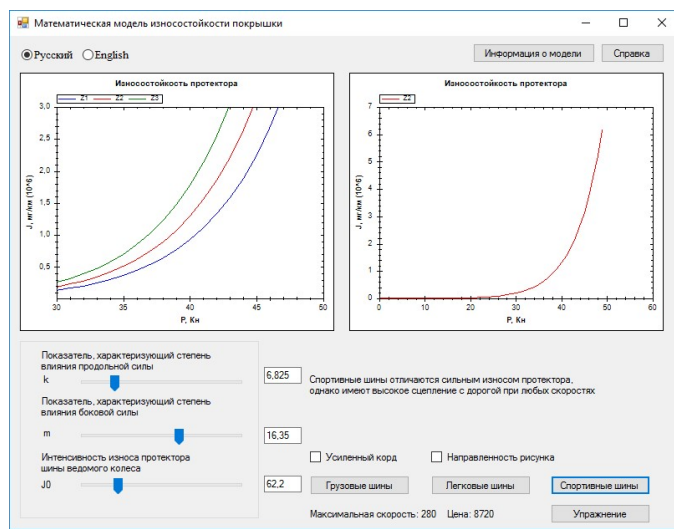 Математическая модель износостойкости покрышки
Русский English
Информация о модели Справка
Износостойкость протектора
Z1 Z2 Z3
3,0
2,5
2,0
1,5
1,0
0,5
30 35 40 45 50 60
J, мг/км (10^6)
P, Кн
Износостойкость протектора
Z2
7
6
5
4
3
2
1
0
0 10 20 30 40 50 60
J, мг/км (10^6)
P, Кн
Показатель, характеризующий степень
влияния продольной силы
k
6,825
Спортивные шины отличаются сильным износом протектора,
однако имеют высокое сцепление с дорогой при любых скоростях
Показатель, характеризующий степень
влияния боковой силы
m
16,35
Усиленный корд Направленность рисунка
Интенсивность износа протектора
шины ведомого колеса
J0
62,2
Грузовые шины Легковые шины Спортивные шины
Максимальная скорость: 280 Цена: 8720 Упражнение